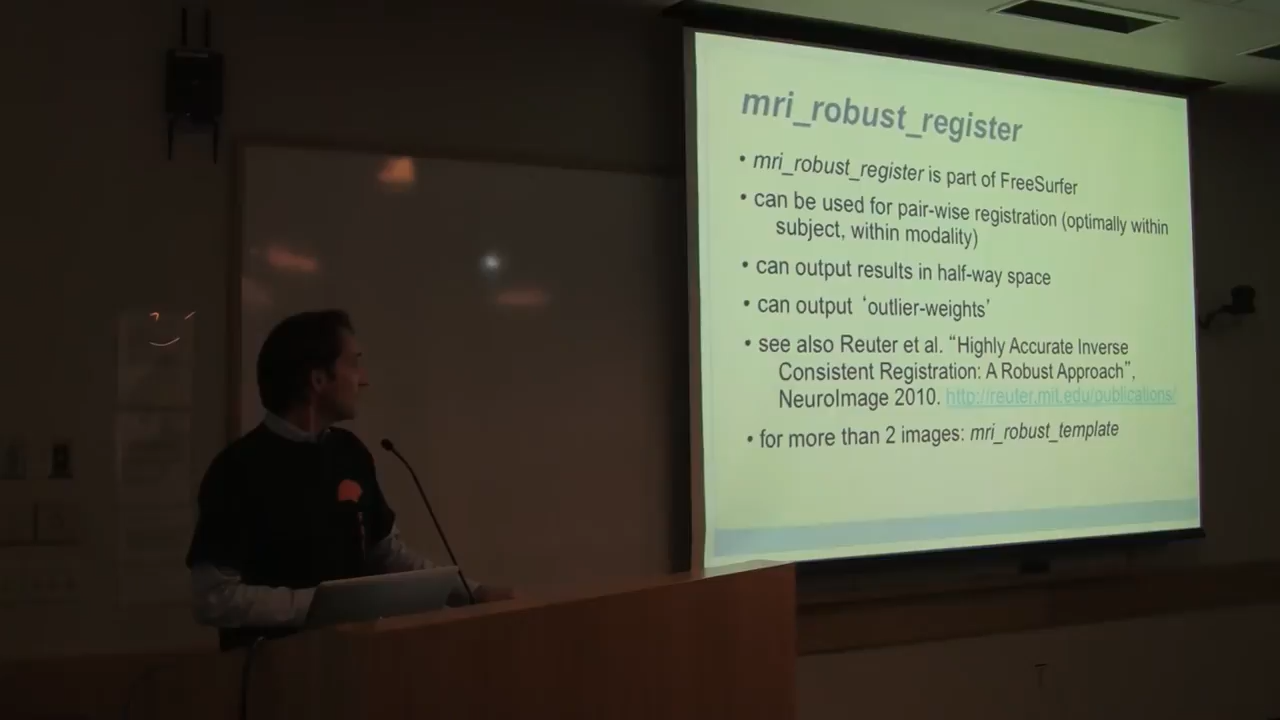 mri_robust_register
• mri_robust_register is part of FreeSurfer
• can be used for pair-wise registration (optimally within
subject, within modality)
• can output results in half-way space
• can output ‘outlier-weights’
• see also Reuter et al. “Highly Accurate Inverse
Consistent Registration: A Robust Approach”,
NeuroImage 2010. http://reuter.mit.edu/publications/
• for more than 2 images: mri_robust_template